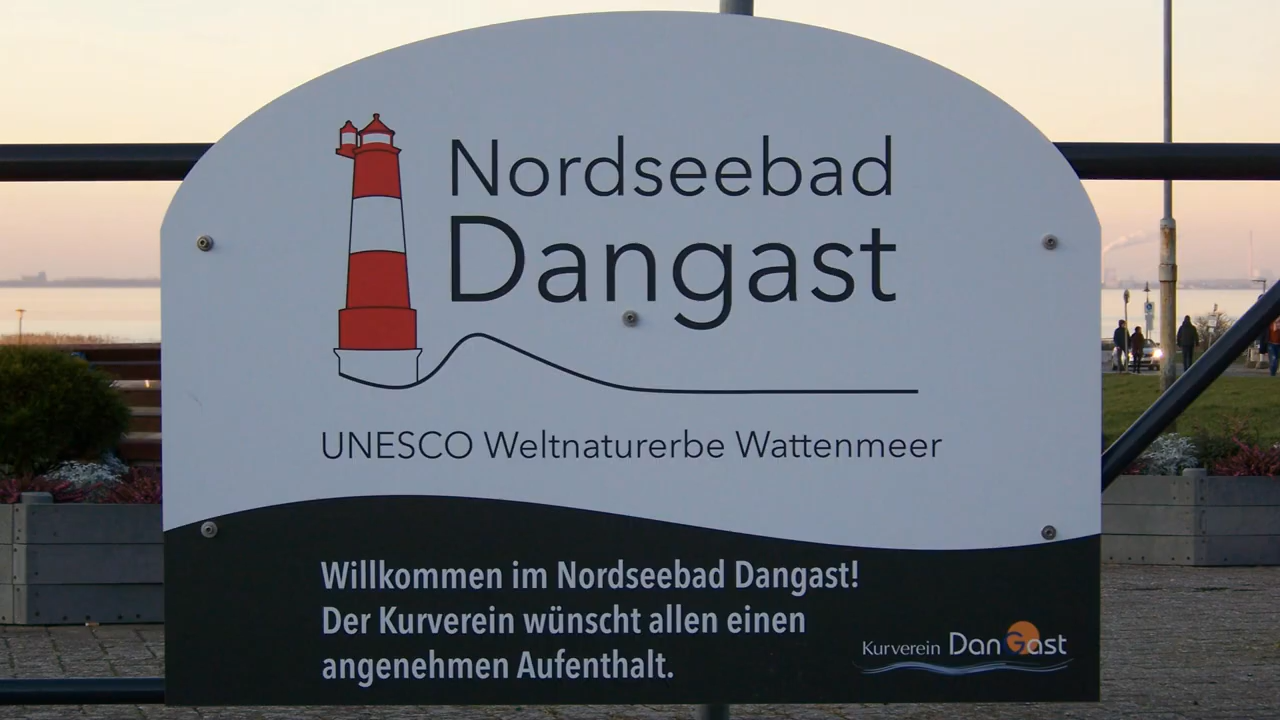 Nordseebad
Dangast
UNESCO Weltnaturerbe Wattenmeer
Willkommen im Nordseebad Dangast!
Der Kurverein wünscht allen einen
angenehmen Aufenthalt.
Kurverein DanGast